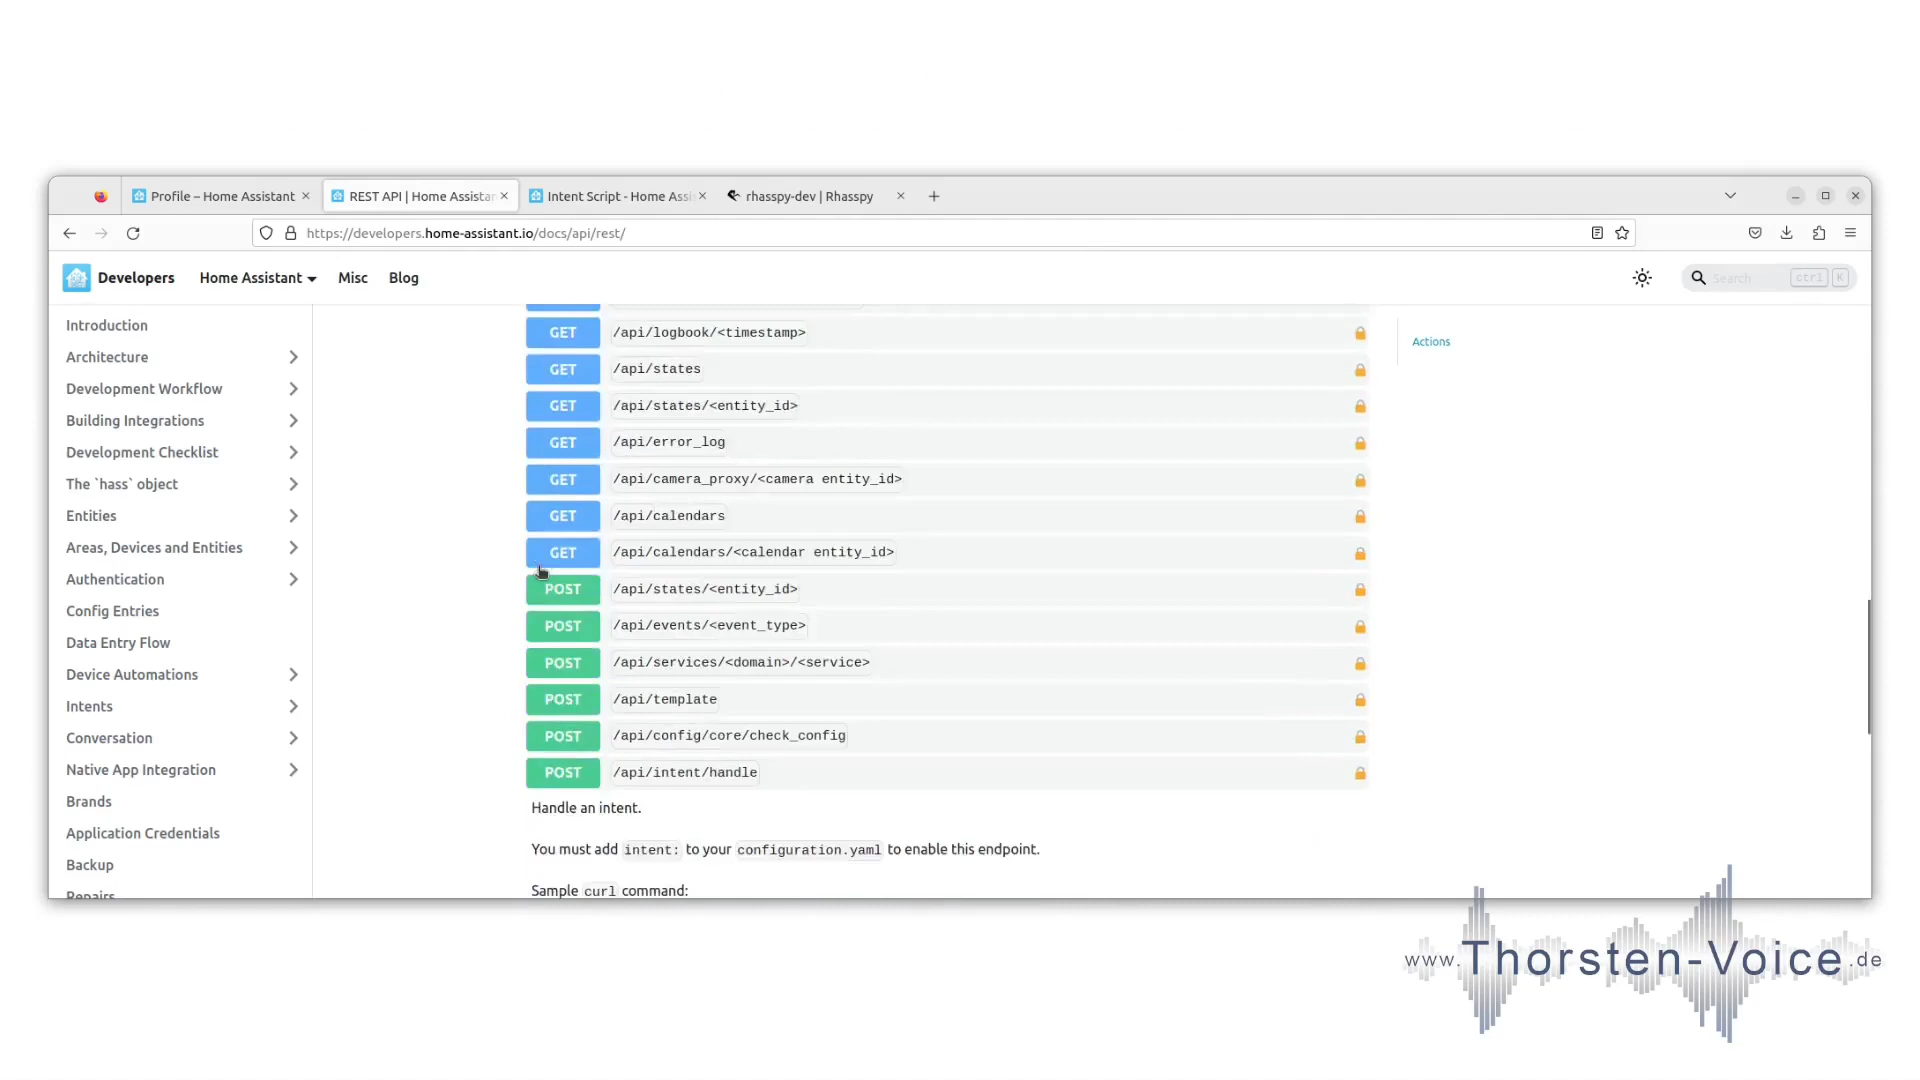 Profile – Home Assistant
REST API | Home Assistan
Intent Script - Home Assi
rhasspy-dev | Rhasspy
https://developers.home-assistant.io/docs/api/rest/
Developers
Home Assistant
Misc
Blog
Search
ctrl
K
Introduction
Architecture
Development Workflow
Building Integrations
Development Checklist
The `hass` object
Entities
Areas, Devices and Entities
Authentication
Config Entries
Data Entry Flow
Device Automations
Intents
Conversation
Native App Integration
Brands
Application Credentials
Backup
Repairs
GET /api/logbook/<timestamp>
GET /api/states
GET /api/states/<entity_id>
GET /api/error_log
GET /api/camera_proxy/<camera entity_id>
GET /api/calendars
GET /api/calendars/<calendar entity_id>
POST /api/states/<entity_id>
POST /api/events/<event_type>
POST /api/services/<domain>/<service>
POST /api/template
POST /api/config/core/check_config
POST /api/intent/handle
Handle an intent.
You must add intent: to your configuration.yaml to enable this endpoint.
Sample curl command:
Actions
www.Thorsten-Voice.de